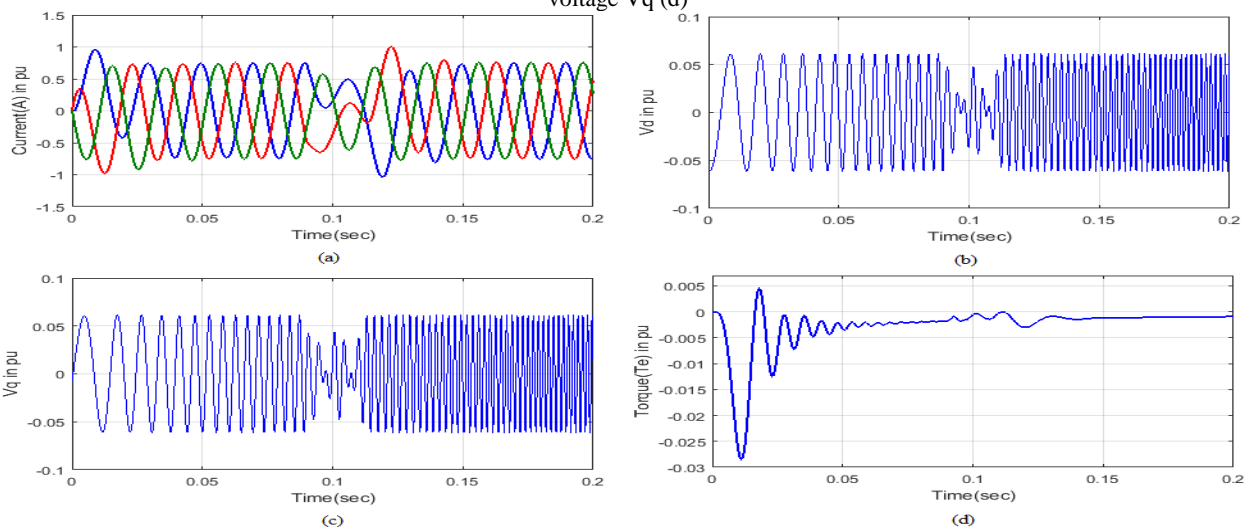 voltage Vq (d)
1.5
1
0.5
0
-0.5
-1
-1.5
Current(A) in pu
0 0.05 0.1 0.15 0.2
Time(sec)
(a)
0.1
0.05
0
-0.05
-0.1
Vd in pu
0 0.05 0.1 0.15 0.2
Time(sec)
(b)
0.1
0.05
0
-0.05
-0.1
Vq in pu
0 0.05 0.1 0.15 0.2
Time(sec)
(c)
0.005
0
-0.005
-0.01
-0.015
-0.02
-0.025
-0.03
Torque(Te) in pu
0 0.05 0.1 0.15 0.2
Time(sec)
(d)